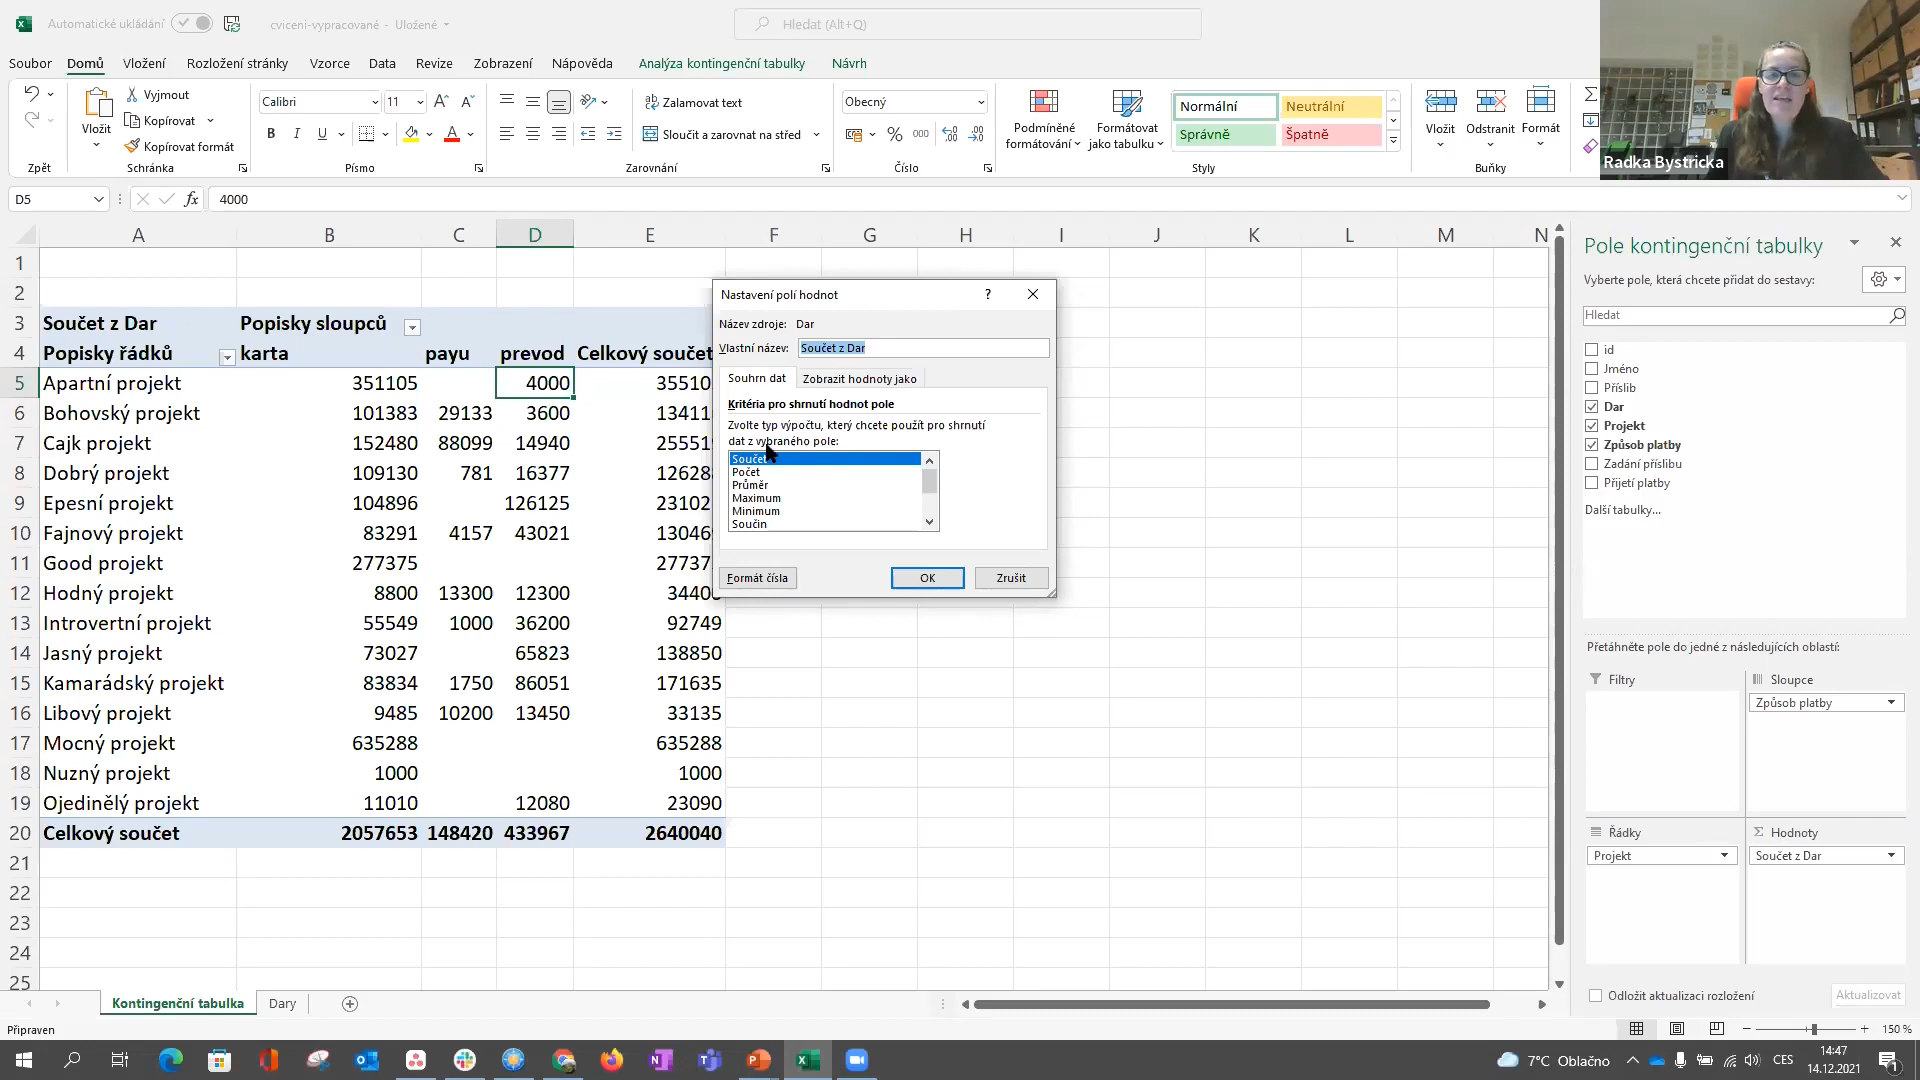 Automatické ukládání
cviceni-vypracované - Uložené
Hledat (Alt+Q)
Soubor Domů Vložení Rozložení stránky Vzorce Data Revize Zobrazení Nápověda Analýza kontingenční tabulky Návrh
Vložit
Vyjmout
Kopírovat
Kopírovat formát
Calibri 11
B I U
Zalamovat text
Sloučit a zarovnat na střed
Obecný
% 000
Podmíněné
formátování
Formátovat
jako tabulku
Normální Neutrální
Správně Špatně
Vložit Odstranit Formát
Zpět Schránka Písmo Zarovnání Číslo Styly Buňky
Radka Bystricka
D5 fx 4000
A B C D E F G H I J K L M N
1
2
3 Součet z Dar Popisky sloupců
4 Popisky řádků karta payu prevod Celkový součet
5 Apartní projekt 351105 4000 35510
6 Bohovský projekt 101383 29133 3600 13411
7 Cajk projekt 152480 88099 14940 25551
8 Dobrý projekt 109130 781 16377 12628
9 Epesní projekt 104896 126125 23102
10 Fajnový projekt 83291 4157 43021 13046
11 Good projekt 277375 27737
12 Hodný projekt 8800 13300 12300 3440
13 Introvertní projekt 55549 1000 36200 92749
14 Jasný projekt 73027 65823 138850
15 Kamarádský projekt 83834 1750 86051 171635
16 Libový projekt 9485 10200 13450 33135
17 Mocný projekt 635288 635288
18 Nuzný projekt 1000 1000
19 Ojedinělý projekt 11010 12080 23090
20 Celkový součet 2057653 148420 433967 2640040
21
22
23
24
25
Nastavení polí hodnot ?
Název zdroje: Dar
Vlastní název: Součet z Dar
Souhrn dat Zobrazit hodnoty jako
Kritéria pro shrnutí hodnot pole
Zvolte typ výpočtu, který chcete použít pro shrnutí
dat z vybraného pole:
Součet
Počet
Průměr
Maximum
Minimum
Součin
Formát čísla OK Zrušit
Pole kontingenční tabulky
Vyberte pole, která chcete přidat do sestavy:
Hledat
id
Jméno
Příslib
Dar
Projekt
Způsob platby
Zadání příslibu
Přijetí platby
Další tabulky...
Přetáhněte pole do jedné z následujících oblastí:
Filtry Sloupce
Způsob platby
Řádky Hodnoty
Projekt Součet z Dar
Odložit aktualizaci rozložení Aktualizovat
Kontingenční tabulka Dary
Připraven
150 %
7°C Oblačno CES
14:47
14.12.2021
1